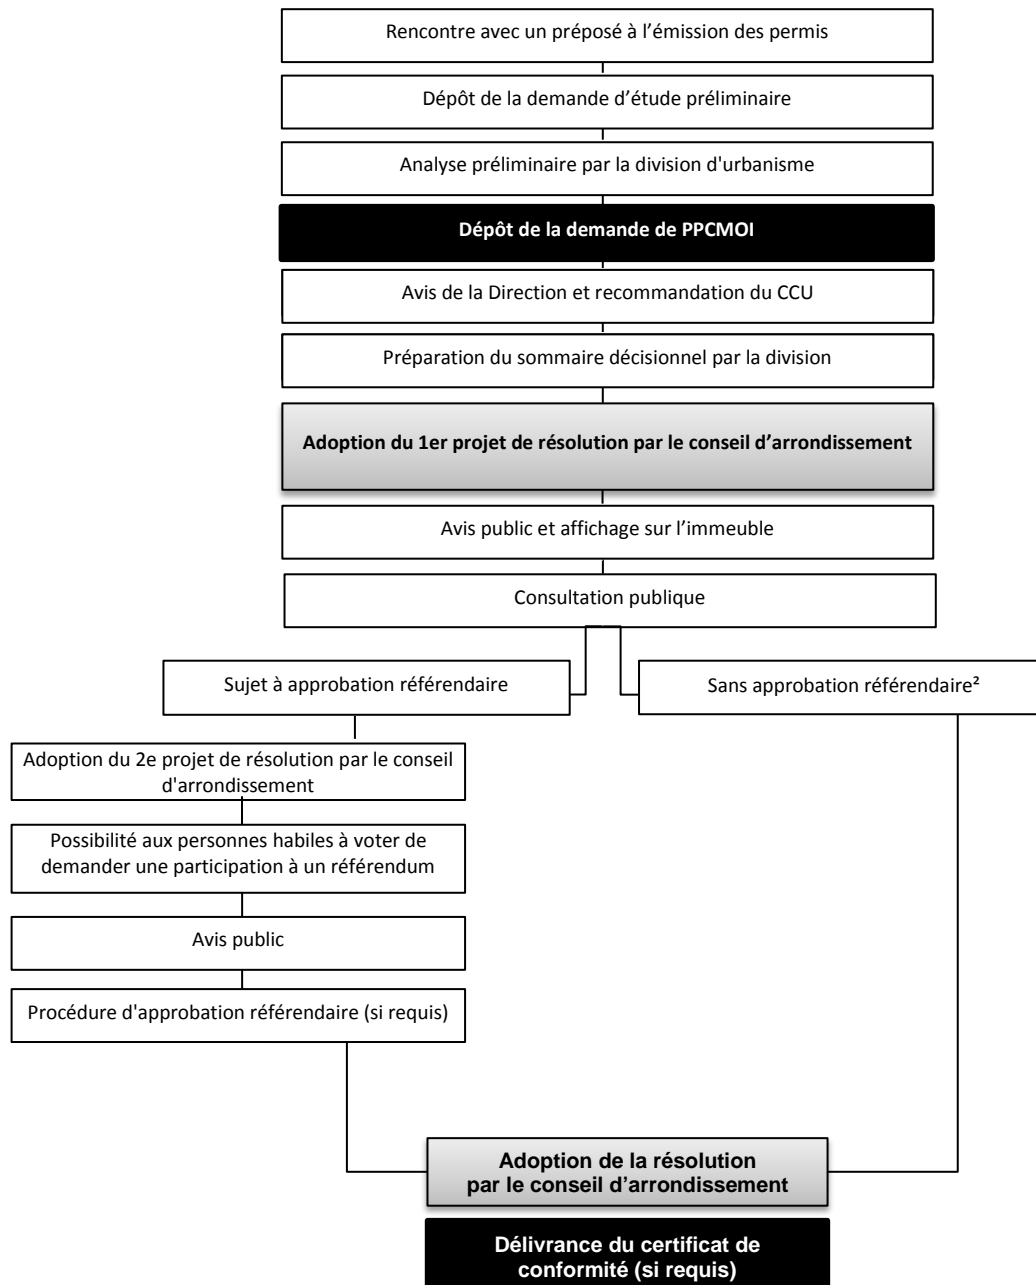 Rencontre avec un préposé à l’émission des permis
Dépôt de la demande d’étude préliminaire
Analyse préliminaire par la division d'urbanisme
Dépôt de la demande de PPCMOI
Avis de la Direction et recommandation du CCU
Préparation du sommaire décisionnel par la division
Adoption du 1er projet de résolution par le conseil d’arrondissement
Avis public et affichage sur l’immeuble
Consultation publique
Sujet à approbation référendaire
Sans approbation référendaire²
Adoption du 2e projet de résolution par le conseil
d'arrondissement
Possibilité aux personnes habiles à voter de
demander une participation à un référendum
Avis public
Procédure d'approbation référendaire (si requis)
Adoption de la résolution
par le conseil d’arrondissement
Délivrance du certificat de
conformité (si requis)